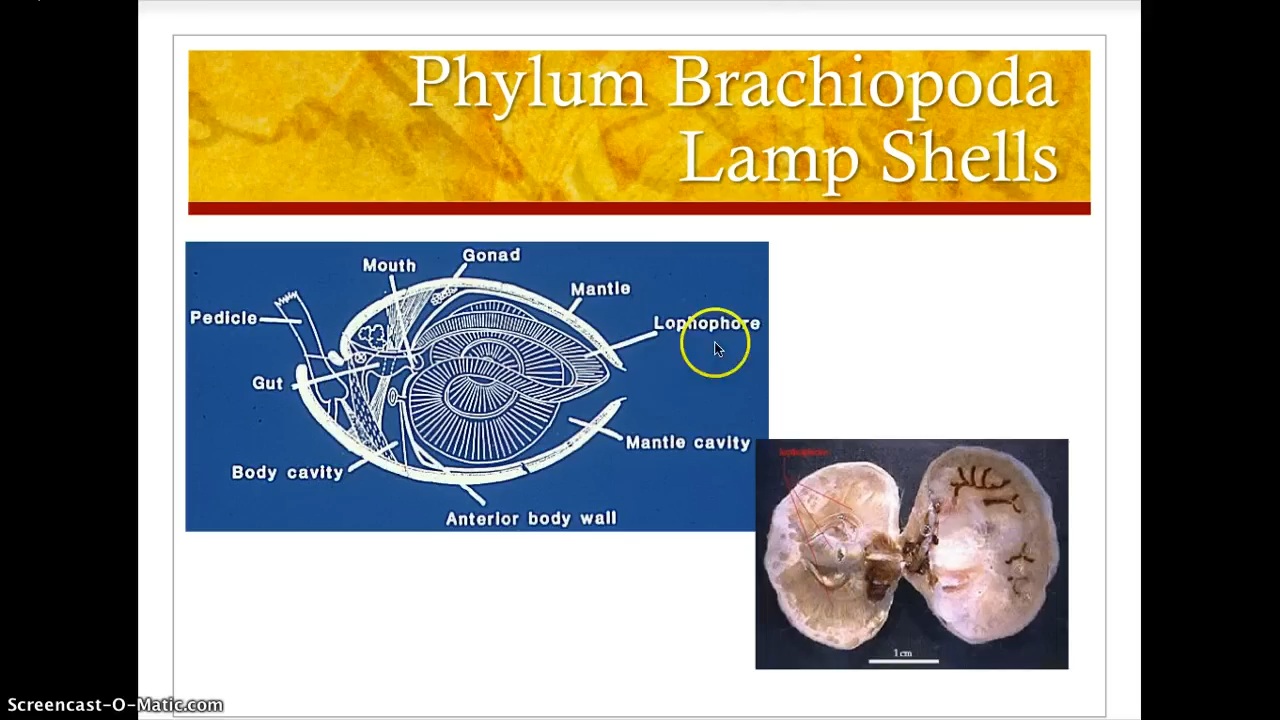 Phylum Brachiopoda
Lamp Shells
Gonad
Mouth
Mantle
Pedicle
Lophophore
Gut
Mantle cavity
Body cavity
Anterior body wall
1 cm
Screencast-O-Matic.com